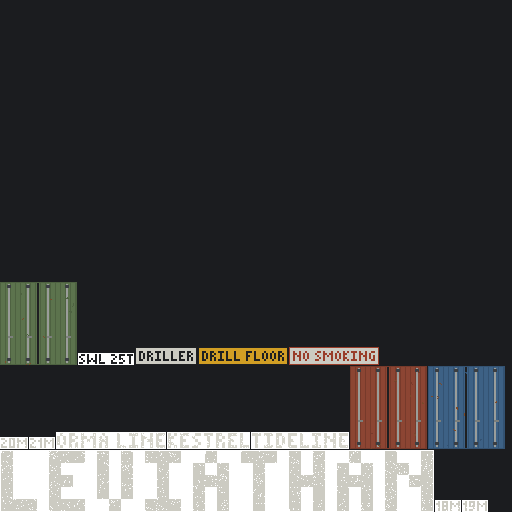 SWL 25T
DRILLER
DRILL FLOOR
NO SMOKING
20M
21M
ORMA LINE
KESTREL
TIDELINE
LEVIATHAN
18M
19M